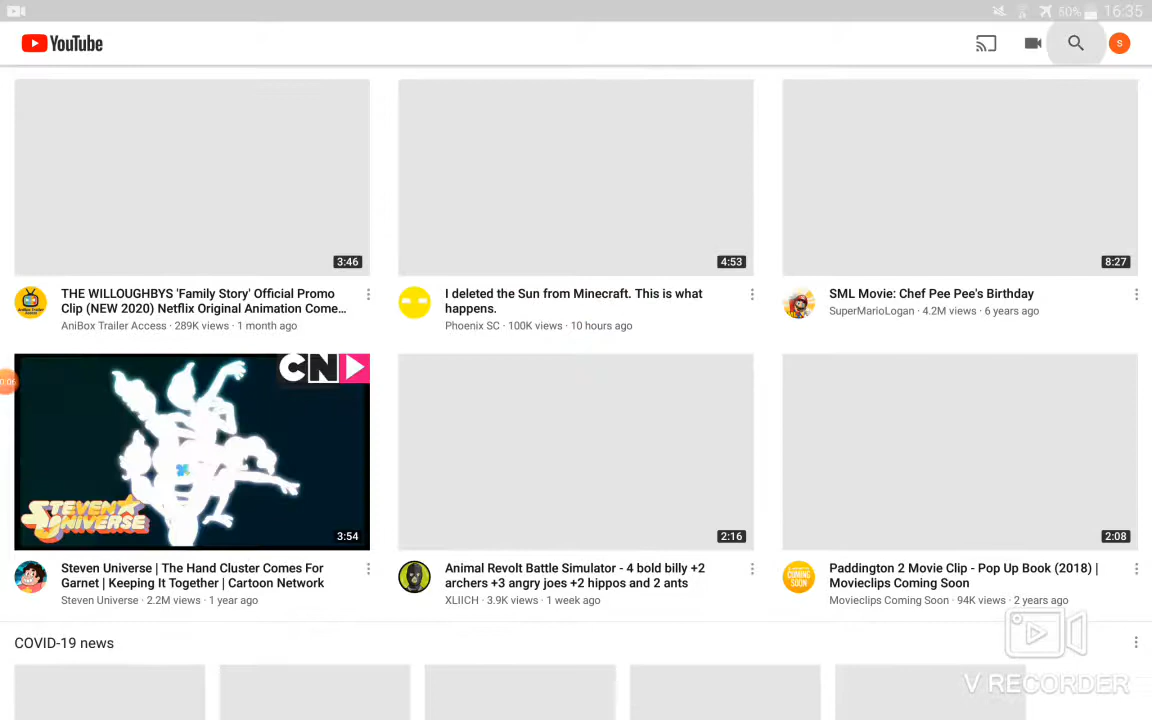 50% 16:35
YouTube
S
3:46
4:53
8:27
THE WILLOUGHBYS 'Family Story' Official Promo
Clip (NEW 2020) Netflix Original Animation Come...
AniBox Trailer Access · 289K views · 1 month ago
I deleted the Sun from Minecraft. This is what
happens.
Phoenix SC · 100K views · 10 hours ago
SML Movie: Chef Pee Pee's Birthday
SuperMarioLogan · 4.2M views · 6 years ago
CN
STEVEN UNIVERSE
0:06
3:54
2:16
2:08
Steven Universe | The Hand Cluster Comes For
Garnet | Keeping It Together | Cartoon Network
Steven Universe · 2.2M views · 1 year ago
Animal Revolt Battle Simulator - 4 bold billy +2
archers +3 angry joes +2 hippos and 2 ants
XLIICH · 3.9K views · 1 week ago
COMING
SOON
Paddington 2 Movie Clip - Pop Up Book (2018) |
Movieclips Coming Soon
Movieclips Coming Soon · 94K views · 2 years ago
COVID-19 news
V RECORDER